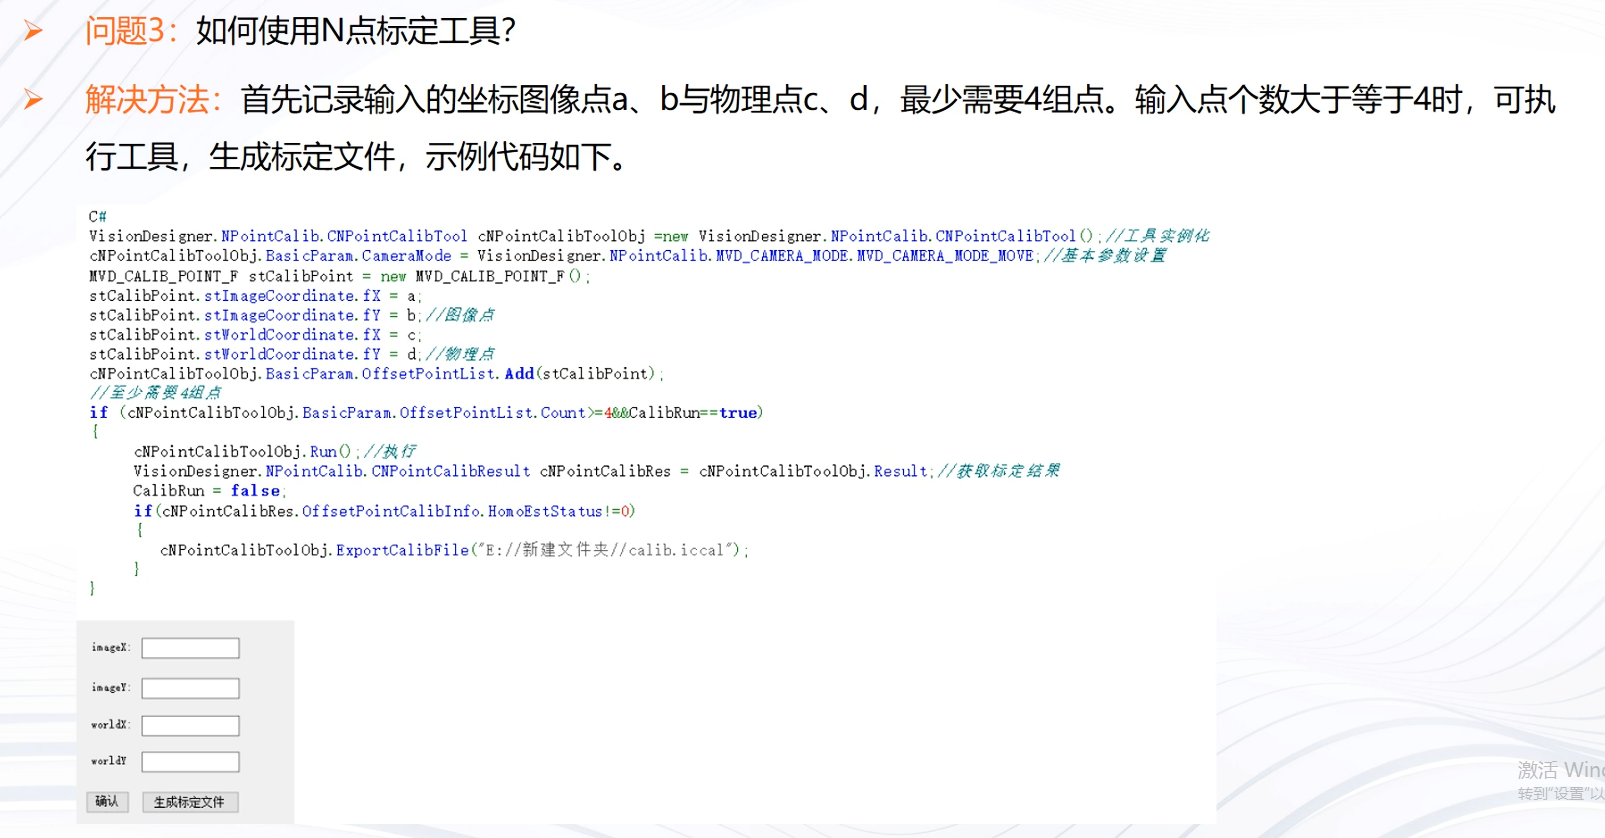 问题3：如何使用N点标定工具？
解决方法：首先记录输入的坐标图像点a、b与物理点c、d，最少需要4组点。输入点个数大于等于4时，可执
行工具，生成标定文件，示例代码如下。
C#
VisionDesigner.NPointCalib.CNPointCalibTool cNPointCalibToolObj =new VisionDesigner.NPointCalib.CNPointCalibTool();//工具实例化
cNPointCalibToolObj.BasicParam.CameraMode = VisionDesigner.NPointCalib.MVD_CAMERA_MODE.MVD_CAMERA_MODE_MOVE;//基本参数设置
MVD_CALIB_POINT_F stCalibPoint = new MVD_CALIB_POINT_F();
stCalibPoint.stImageCoordinate.fX = a;
stCalibPoint.stImageCoordinate.fY = b;//图像点
stCalibPoint.stWorldCoordinate.fX = c;
stCalibPoint.stWorldCoordinate.fY = d;//物理点
cNPointCalibToolObj.BasicParam.OffsetPointList.Add(stCalibPoint);
//至少需要4组点
if (cNPointCalibToolObj.BasicParam.OffsetPointList.Count>=4&&CalibRun==true)
{
cNPointCalibToolObj.Run();//执行
VisionDesigner.NPointCalib.CNPointCalibResult cNPointCalibRes = cNPointCalibToolObj.Result;//获取标定结果
CalibRun = false;
if(cNPointCalibRes.OffsetPointCalibInfo.HomoEstStatus!=0)
{
cNPointCalibToolObj.ExportCalibFile("E://新建文件夹//calib.iccal");
}
}
imageX:
imageY:
worldX:
worldY
确认 生成标定文件
激活 Wind
转到"设置"以